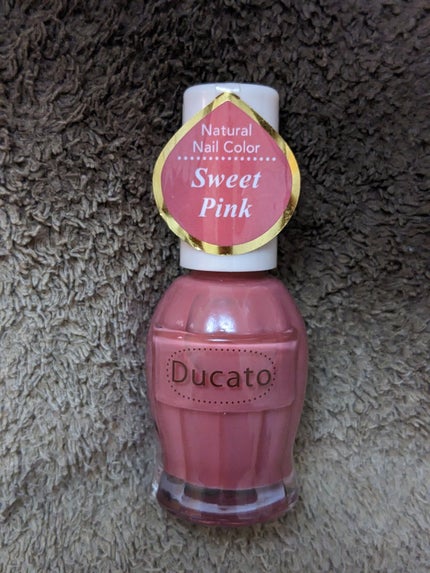 Natural
Nail Color
Sweet
Pink
Ducato